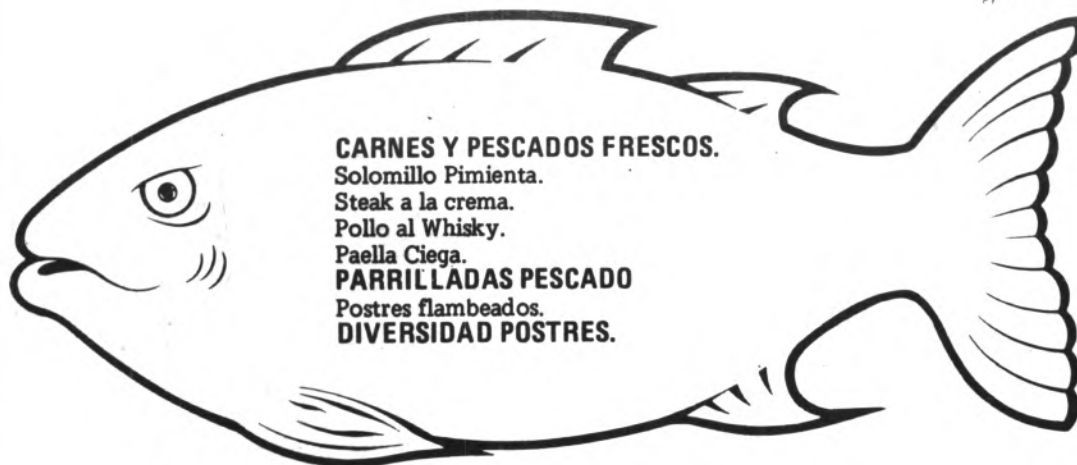 CARNES Y PESCADOS FRESCOS.
Solomillo Pimienta.
Steak a la crema.
Pollo al Whisky.
Paella Ciega.
PARRILLADAS PESCADO
Postres flambeados.
DIVERSIDAD POSTRES.